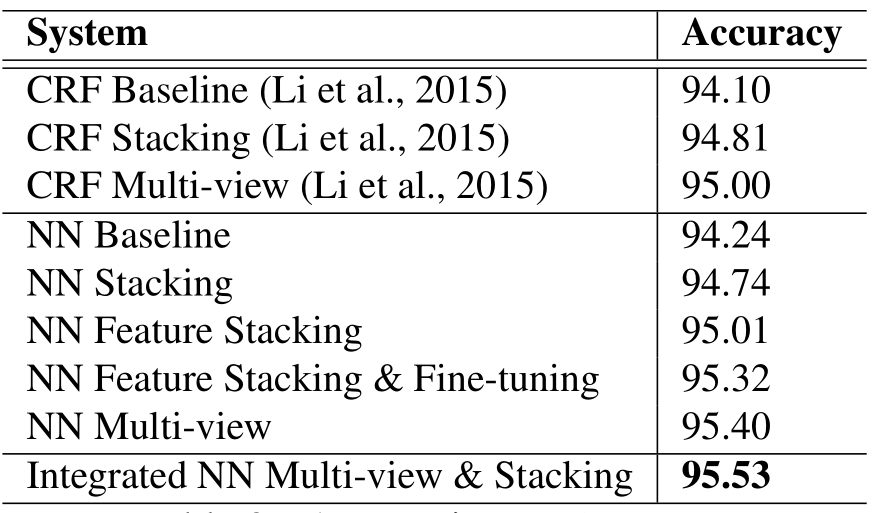 System Accuracy
CRF Baseline (Li et al., 2015) 94.10
CRF Stacking (Li et al., 2015) 94.81
CRF Multi-view (Li et al., 2015) 95.00
NN Baseline 94.24
NN Stacking 94.74
NN Feature Stacking 95.01
NN Feature Stacking & Fine-tuning 95.32
NN Multi-view 95.40
Integrated NN Multi-view & Stacking 95.53